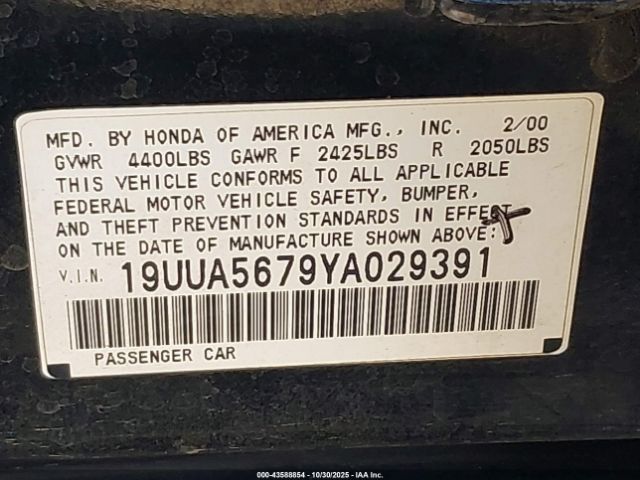 MFD. BY HONDA OF AMERICA MFG., INC. 2/00
GVWR 4400LBS GAWR F 2425LBS R 2050LBS
THIS VEHICLE CONFORMS TO ALL APPLICABLE
FEDERAL MOTOR VEHICLE SAFETY, BUMPER,
AND THEFT PREVENTION STANDARDS IN EFFECT
ON THE DATE OF MANUFACTURE SHOWN ABOVE:
V.I.N. 19UUA5679YA029391
PASSENGER CAR
000-43588854 - 10/30/2025 - IAA Inc.